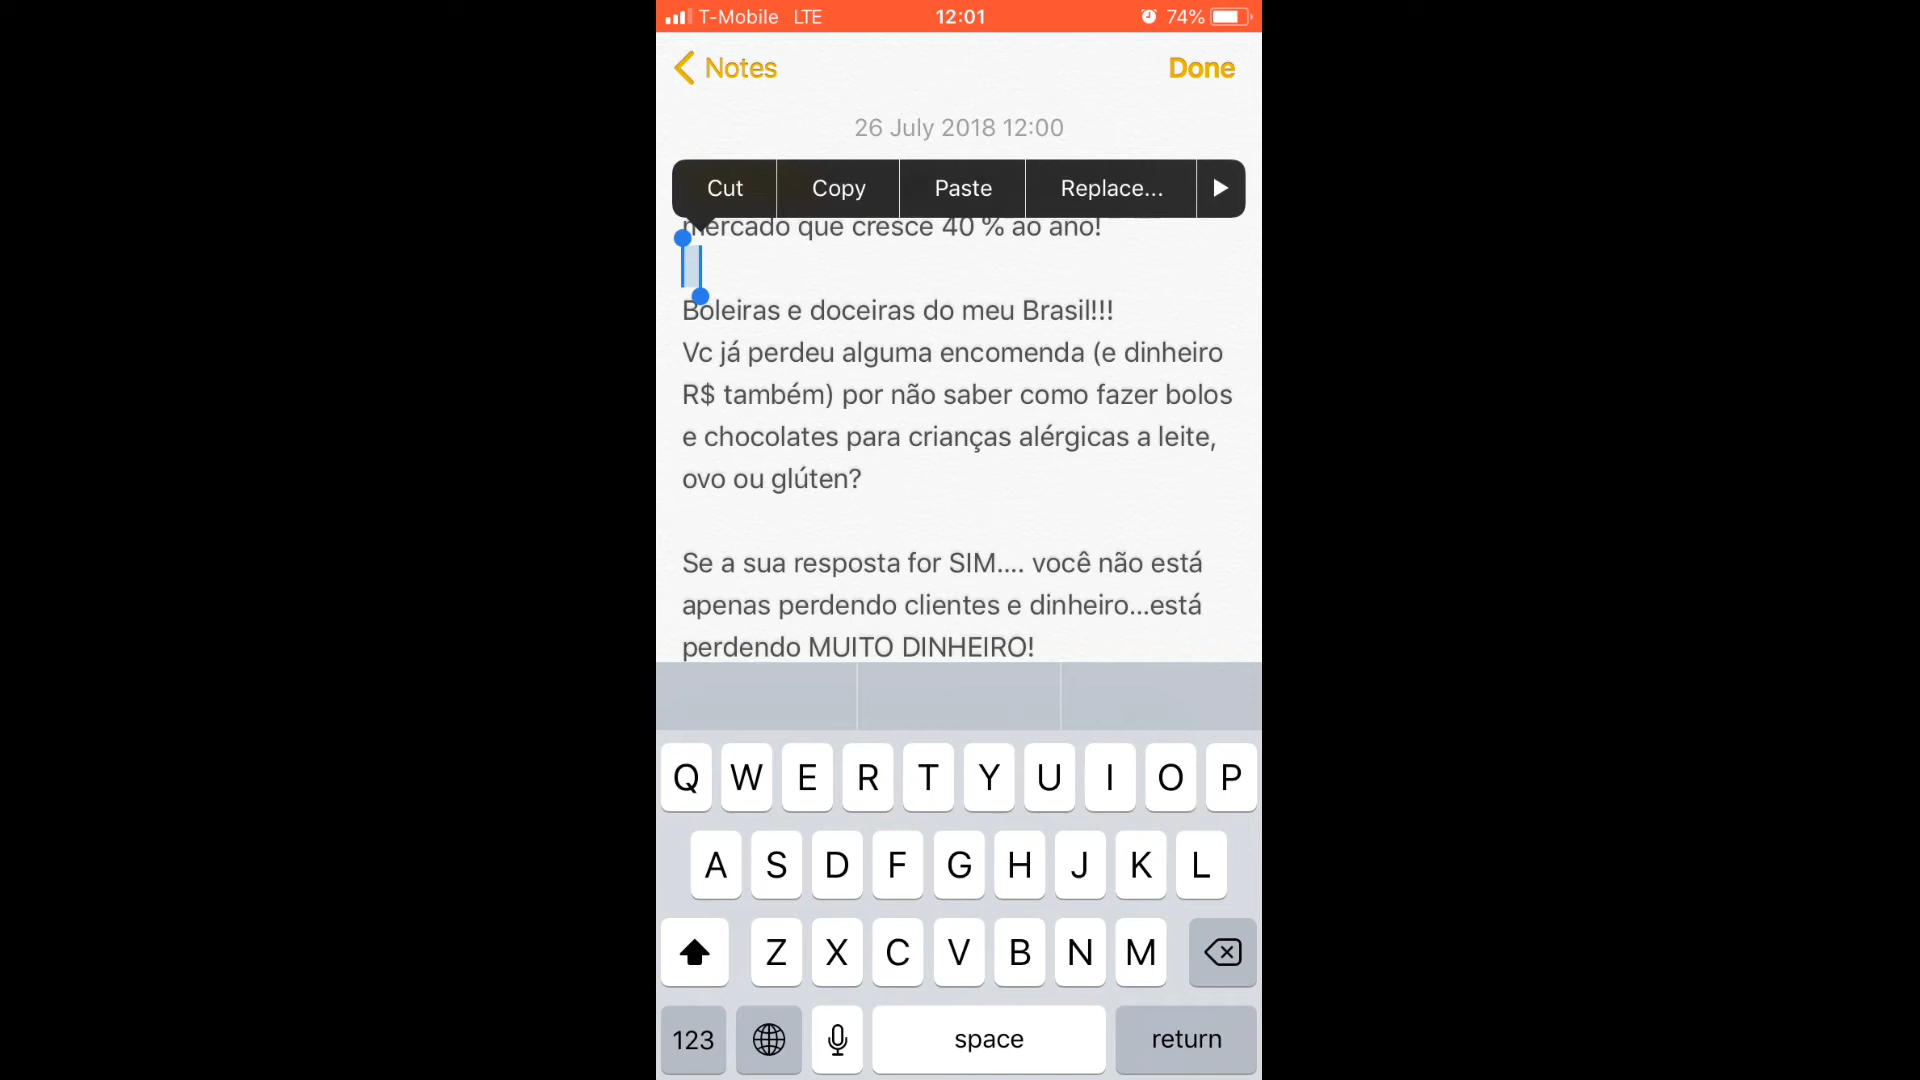 T-Mobile LTE 12:01 74%
Notes Done
26 July 2018 12:00
Cut Copy Paste Replace...
mercado que cresce 40 % ao ano!
Boleiras e doceiras do meu Brasil!!!
Vc já perdeu alguma encomenda (e dinheiro
R$ também) por não saber como fazer bolos
e chocolates para crianças alérgicas a leite,
ovo ou glúten?
Se a sua resposta for SIM.... você não está
apenas perdendo clientes e dinheiro...está
perdendo MUITO DINHEIRO!
Q W E R T Y U I O P
A S D F G H J K L
Z X C V B N M
123 space return